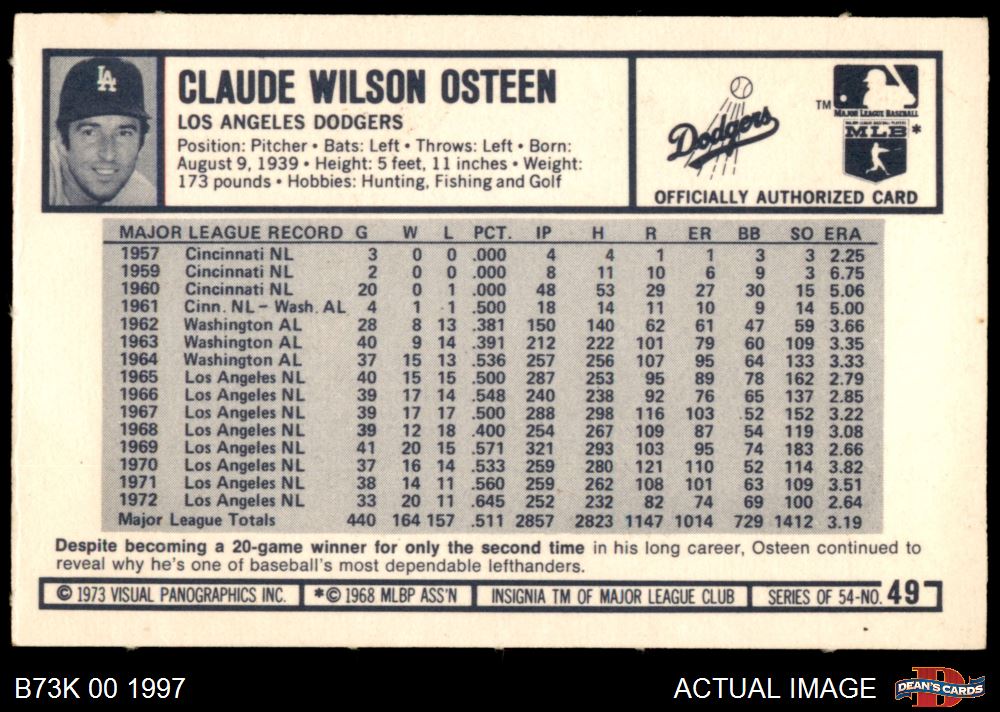 LA
CLAUDE WILSON OSTEEN
LOS ANGELES DODGERS
Position: Pitcher • Bats: Left • Throws: Left • Born:
August 9, 1939 • Height: 5 feet, 11 inches • Weight:
173 pounds • Hobbies: Hunting, Fishing and Golf
Dodgers
TM
MAJOR LEAGUE BASEBALL
MAJOR LEAGUE BASEBALL PLAYERS
MLB*
OFFICIALLY AUTHORIZED CARD
MAJOR LEAGUE RECORD G W L PCT. IP H R ER BB SO ERA
1957 Cincinnati NL 3 0 0 .000 4 4 1 1 3 3 2.25
1959 Cincinnati NL 2 0 0 .000 8 11 10 6 9 3 6.75
1960 Cincinnati NL 20 0 1 .000 48 53 29 27 30 15 5.06
1961 Cinn. NL – Wash. AL 4 1 1 .500 18 14 11 10 9 14 5.00
1962 Washington AL 28 8 13 .381 150 140 62 61 47 59 3.66
1963 Washington AL 40 9 14 .391 212 222 101 79 60 109 3.35
1964 Washington AL 37 15 13 .536 257 256 107 95 64 133 3.33
1965 Los Angeles NL 40 15 15 .500 287 253 95 89 78 162 2.79
1966 Los Angeles NL 39 17 14 .548 240 238 92 76 65 137 2.85
1967 Los Angeles NL 39 17 17 .500 288 298 116 103 52 152 3.22
1968 Los Angeles NL 39 12 18 .400 254 267 109 87 54 119 3.08
1969 Los Angeles NL 41 20 15 .571 321 293 103 95 74 183 2.66
1970 Los Angeles NL 37 16 14 .533 259 280 121 110 52 114 3.82
1971 Los Angeles NL 38 14 11 .560 259 262 108 101 63 109 3.51
1972 Los Angeles NL 33 20 11 .645 252 232 82 74 69 100 2.64
Major League Totals 440 164 157 .511 2857 2823 1147 1014 729 1412 3.19
Despite becoming a 20-game winner for only the second time in his long career, Osteen continued to
reveal why he's one of baseball's most dependable lefthanders.
© 1973 VISUAL PANOGRAPHICS INC. *© 1968 MLBP ASS'N INSIGNIA TM OF MAJOR LEAGUE CLUB SERIES OF 54-NO. 49
B73K 00 1997
ACTUAL IMAGE
D
DEAN'S CARDS